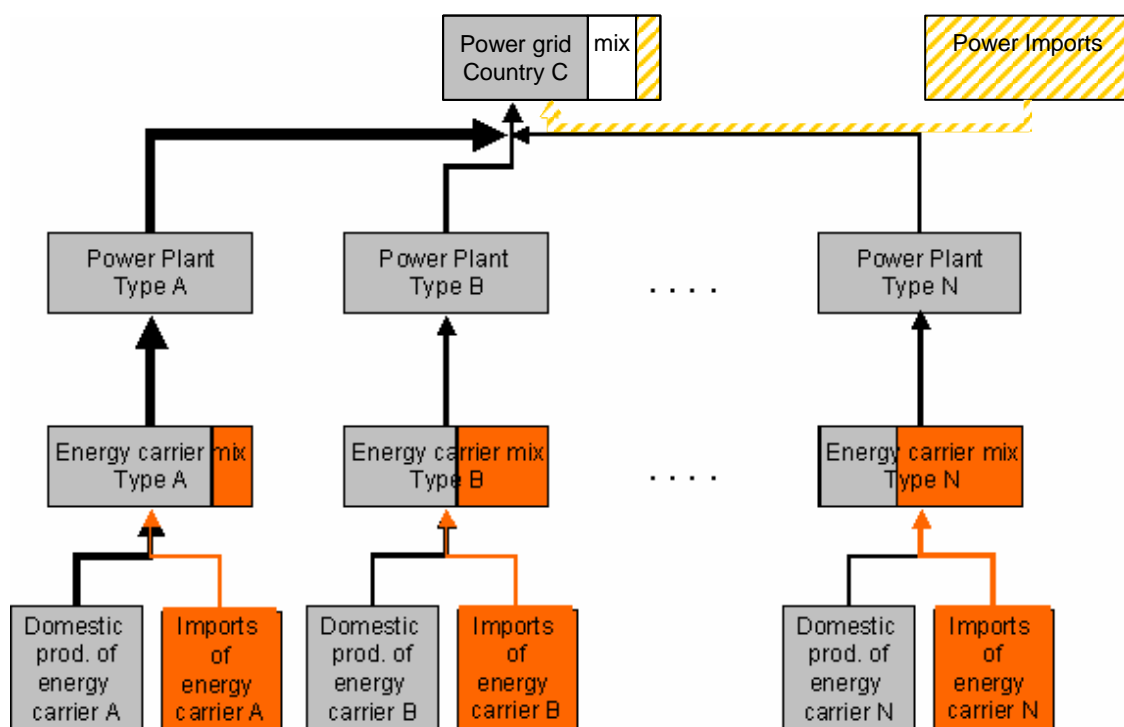 Power grid mix
Country C
Power Imports
Power Plant
Type A
Power Plant
Type B
. . . .
Power Plant
Type N
Energy carrier mix
Type A
Energy carrier mix
Type B
. . . .
Energy carrier mix
Type N
Domestic
prod. of
energy
carrier A
Imports
of
energy
carrier A
Domestic
prod. of
energy
carrier B
Imports
of
energy
carrier B
Domestic
prod. of
energy
carrier N
Imports
of
energy
carrier N